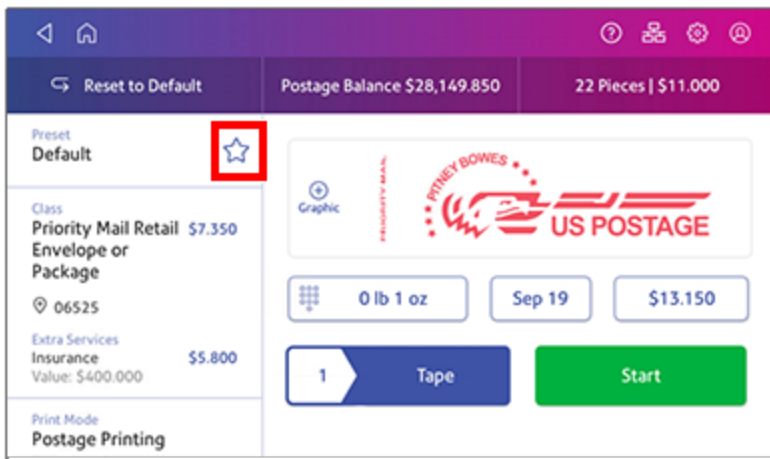 Reset to Default
Postage Balance $28,149.850
22 Pieces | $11.000
Preset
Default
Class
Priority Mail Retail $7.350
Envelope or
Package
06525
Extra Services
Insurance $5.800
Value: $400.000
Print Mode
Postage Printing
Graphic
PRIORITY MAIL
PITNEY BOWES
US POSTAGE
0 lb 1 oz
Sep 19
$13.150
1
Tape
Start